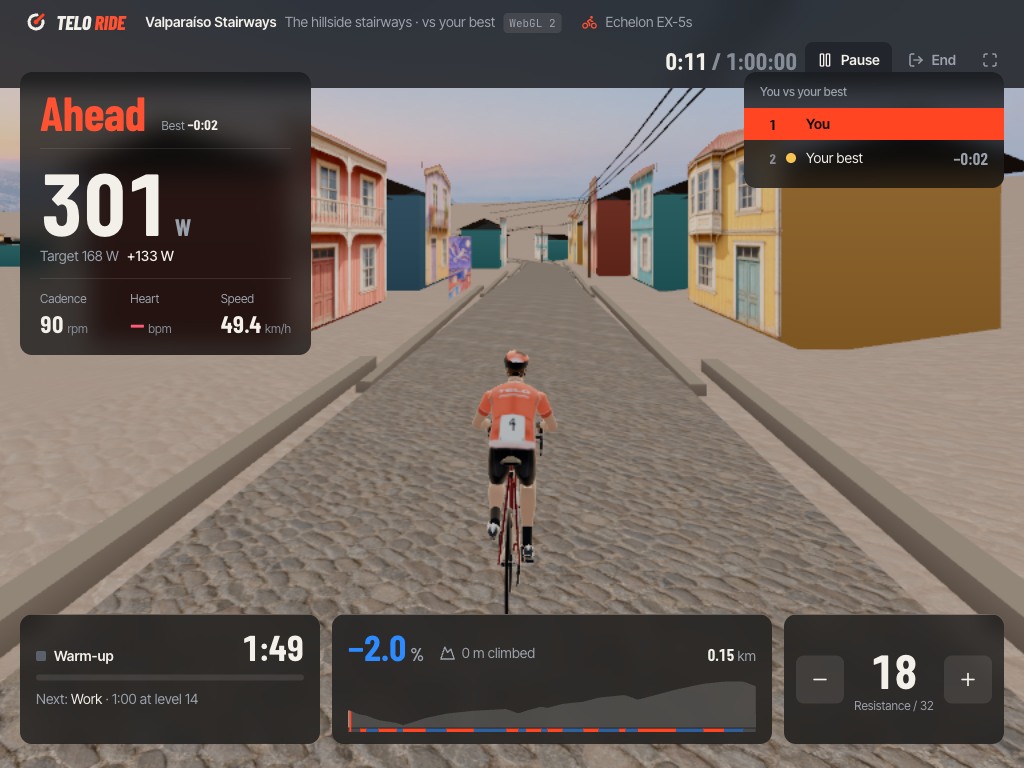 TELO RIDE Valparaíso Stairways The hillside stairways · vs your best WebGL 2 Echelon EX-5s
0:11 / 1:00:00 Pause End
Ahead Best −0:02
301 W
Target 168 W +133 W
Cadence Heart Speed
90 rpm – bpm 49.4 km/h
You vs your best
1 You
2 Your best −0:02
TELO
4
Warm-up 1:49
Next: Work · 1:00 at level 14
−2.0 % 0 m climbed 0.15 km
− 18 +
Resistance / 32